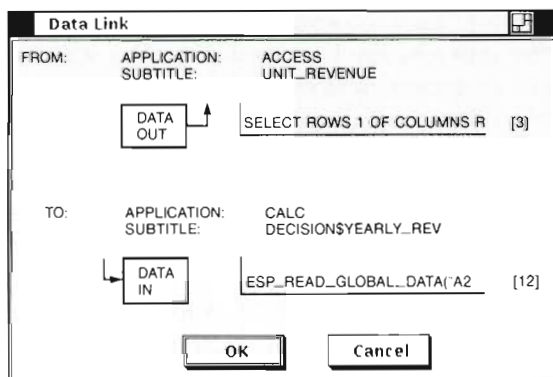 Data Link
FROM: APPLICATION: ACCESS
SUBTITLE: UNIT_REVENUE
DATA OUT
SELECT ROWS 1 OF COLUMNS R [3]
TO: APPLICATION: CALC
SUBTITLE: DECISION$YEARLY_REV
DATA IN
ESP_READ_GLOBAL_DATA("A2 [12]
OK Cancel